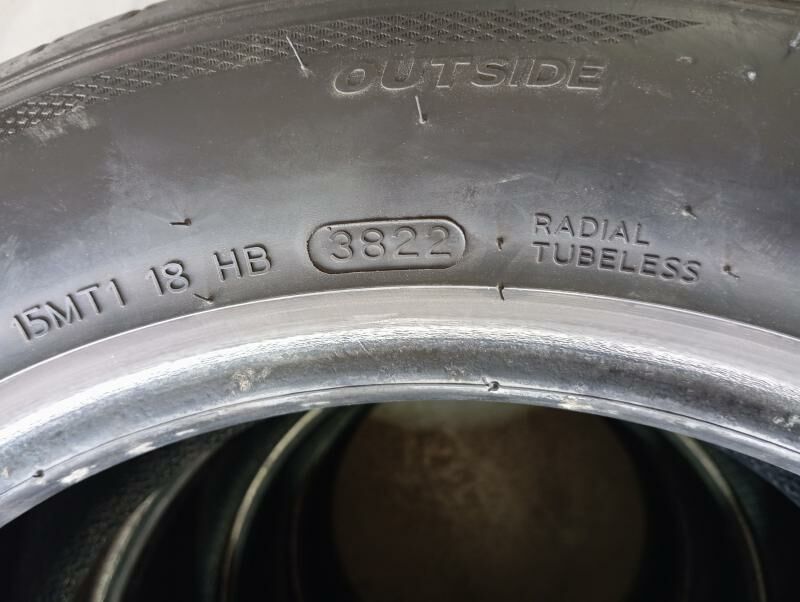 OUTSIDE
15MT1 18 HB 3822
RADIAL
TUBELESS